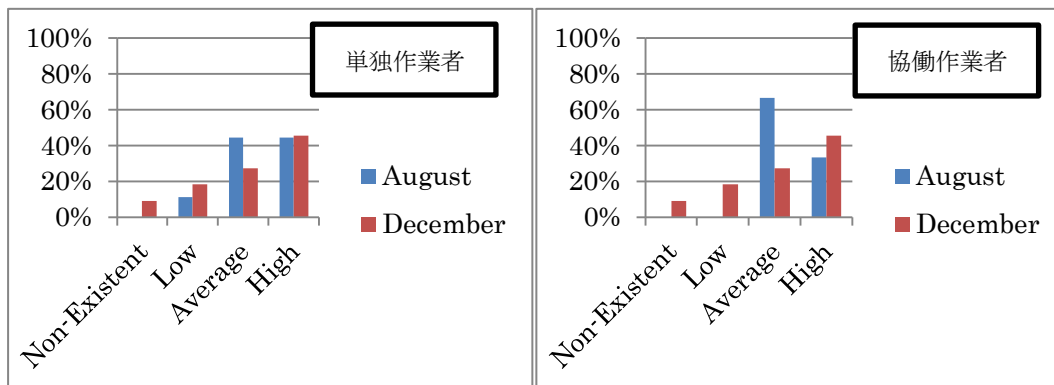 100%
80%
60%
40%
20%
0%
単独作業者
August
December
Non-Existent
Low
Average
High
100%
80%
60%
40%
20%
0%
協働作業者
August
December
Non-Existent
Low
Average
High